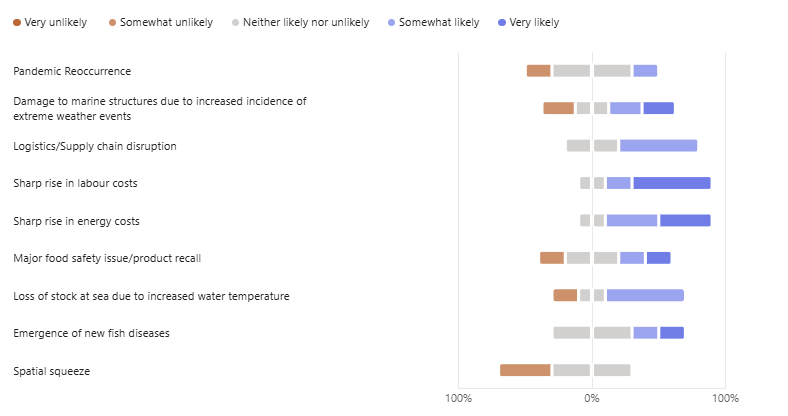 Very unlikely Somewhat unlikely Neither likely nor unlikely Somewhat likely Very likely
Pandemic Reoccurrence
Damage to marine structures due to increased incidence of
extreme weather events
Logistics/Supply chain disruption
Sharp rise in labour costs
Sharp rise in energy costs
Major food safety issue/product recall
Loss of stock at sea due to increased water temperature
Emergence of new fish diseases
Spatial squeeze
100% 0% 100%